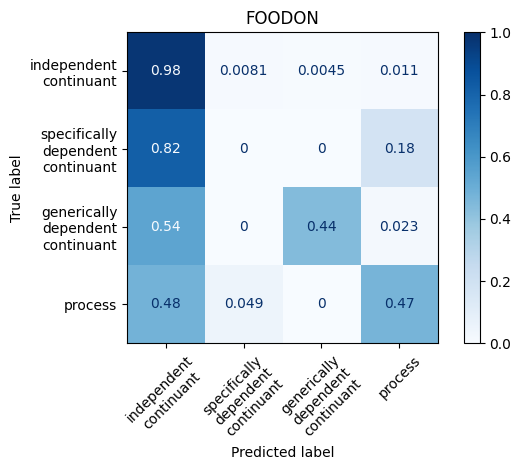 FOODON
True label
independent
continuant
0.98 0.0081 0.0045 0.011
specifically
dependent
continuant
0.82 0 0 0.18
generically
dependent
continuant
0.54 0 0.44 0.023
process
0.48 0.049 0 0.47
independent
continuant
specifically
dependent
continuant
generically
dependent
continuant
process
Predicted label
1.0
0.8
0.6
0.4
0.2
0.0